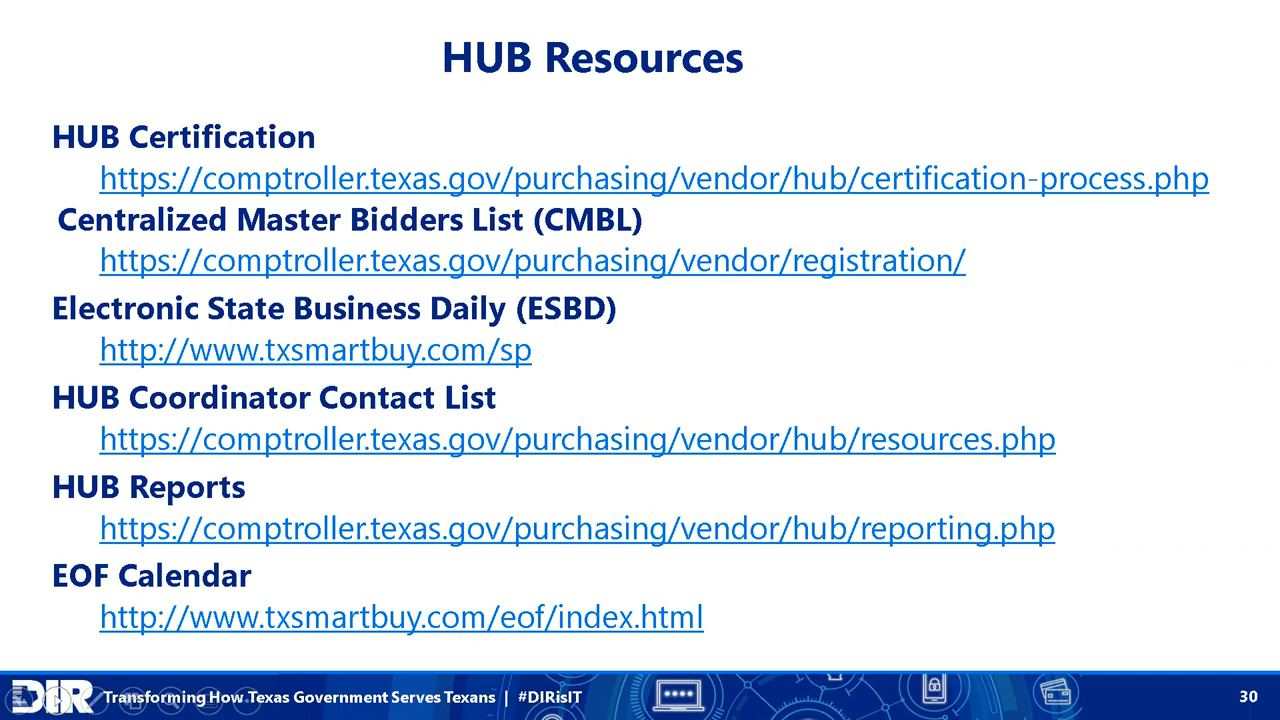 HUB Resources
HUB Certification
https://comptroller.texas.gov/purchasing/vendor/hub/certification-process.php
Centralized Master Bidders List (CMBL)
https://comptroller.texas.gov/purchasing/vendor/registration/
Electronic State Business Daily (ESBD)
http://www.txsmartbuy.com/sp
HUB Coordinator Contact List
https://comptroller.texas.gov/purchasing/vendor/hub/resources.php
HUB Reports
https://comptroller.texas.gov/purchasing/vendor/hub/reporting.php
EOF Calendar
http://www.txsmartbuy.com/eof/index.html
DIR Transforming How Texas Government Serves Texans | #DIRisIT 30